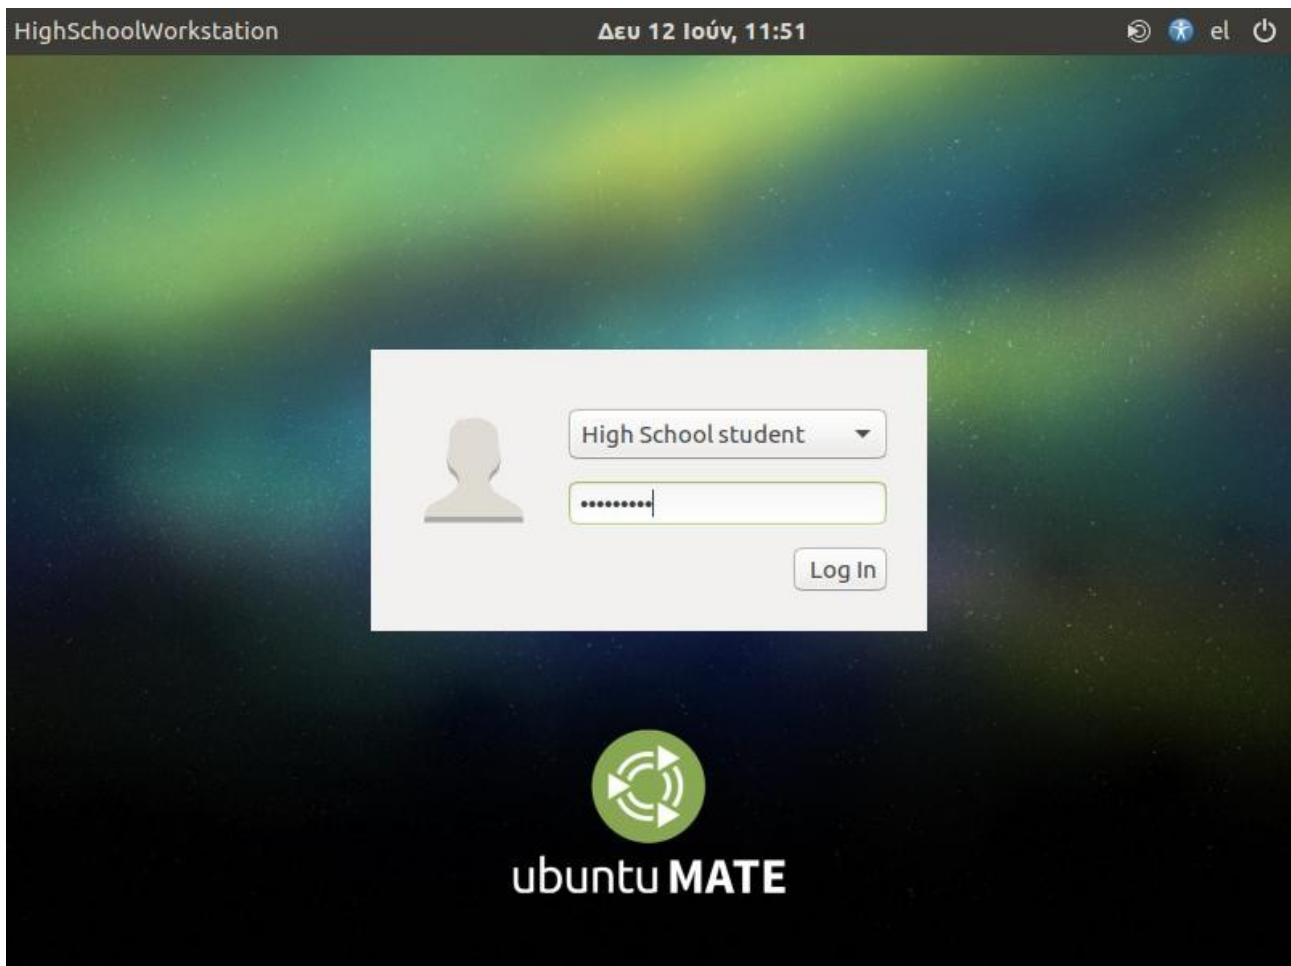 HighSchoolWorkstation Δευ 12 Ιούν, 11:51 el
High School student
•••••••••
Log In
ubuntu MATE